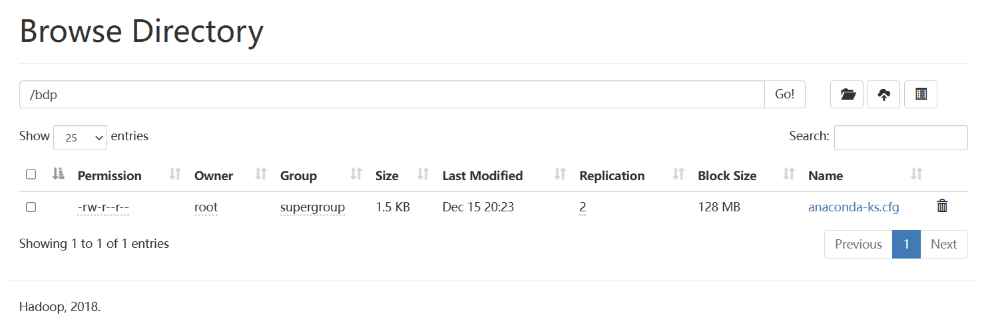 Browse Directory
/bdp Go!
Show 25 entries Search:
Permission Owner Group Size Last Modified Replication Block Size Name
-rw-r--r-- root supergroup 1.5 KB Dec 15 20:23 2 128 MB anaconda-ks.cfg
Showing 1 to 1 of 1 entries Previous 1 Next
Hadoop, 2018.